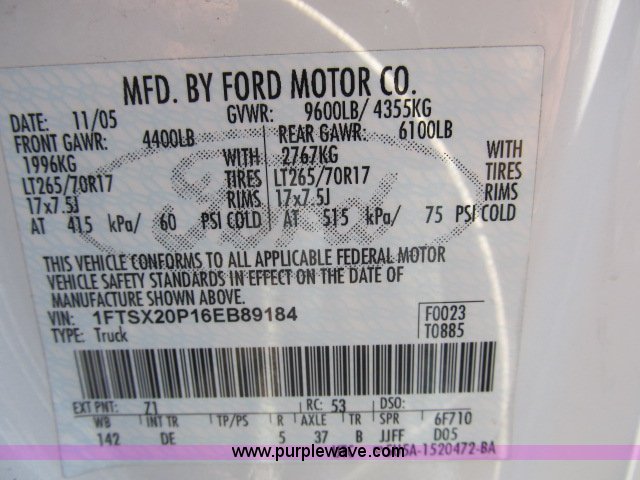 MFD. BY FORD MOTOR CO.
DATE: 11/05 GVWR: 9600LB/ 4355KG
FRONT GAWR: 4400LB REAR GAWR: 6100LB
1996KG WITH 2767KG WITH
LT265/70R17 TIRES LT265/70R17 TIRES
17x7.5J RIMS 17x7.5J RIMS
AT 415 kPa/ 60 PSI COLD AT 515 kPa/ 75 PSI COLD
Ford
THIS VEHICLE CONFORMS TO ALL APPLICABLE FEDERAL MOTOR
VEHICLE SAFETY STANDARDS IN EFFECT ON THE DATE OF
MANUFACTURE SHOWN ABOVE.
VIN: 1FTSX20P16EB89184 F0023
TYPE: Truck T0885
EXT PNT: 71 RC: 53 DSO:
WB INT TR TP/PS R AXLE TR SPR 6F710
142 DE 5 37 B JJFF D05
5A-1520472-BA
www.purplewave.com